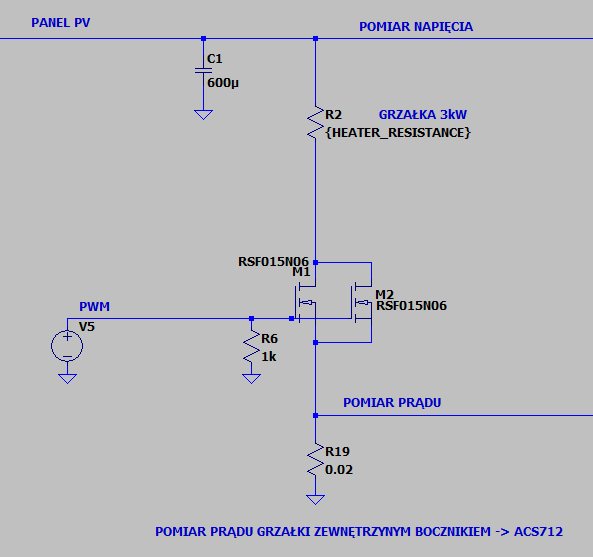 PANEL PV
POMIAR NAPIĘCIA
C1
600µ
R2
GRZAŁKA 3kW
{HEATER_RESISTANCE}
RSF015N06
M1
M2
RSF015N06
PWM
V5
R6
1k
POMIAR PRĄDU
R19
0.02
POMIAR PRĄDU GRZAŁKI ZEWNĘTRZYNYM BOCZNIKIEM -> ACS712